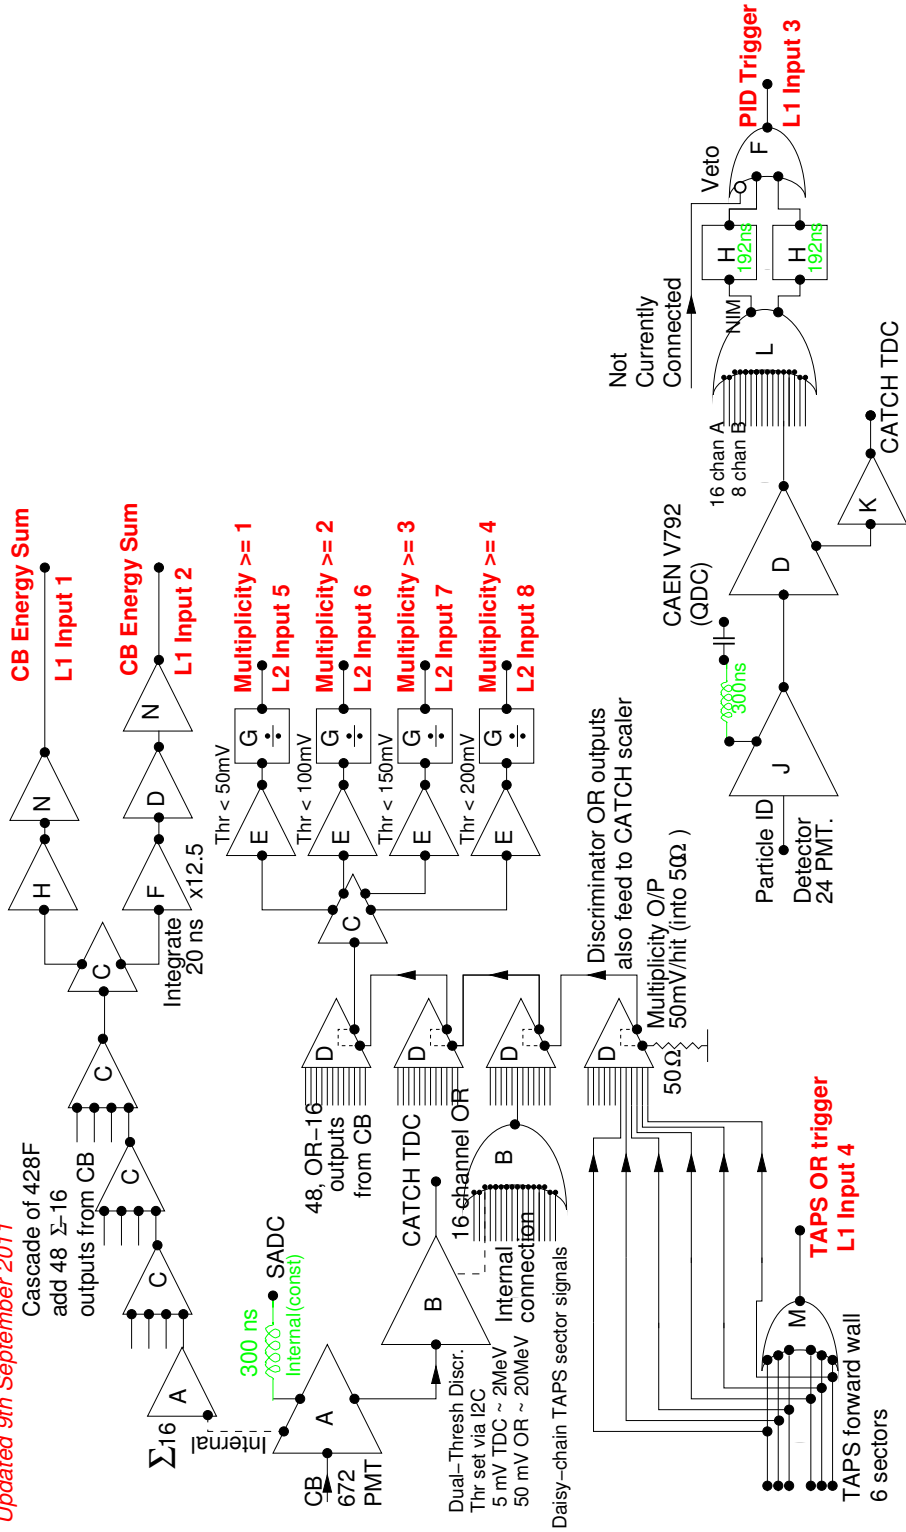 Updated 9th September 2011
Cascade of 428F
add 48 Σ-16
outputs from CB
Σ16
A
C
C
C
C
Internal
CB
672
PMT
A
300 ns
Internal(const)
SADC
H
N
CB Energy Sum
L1 Input 1
Integrate
20 ns
F
x12.5
D
N
CB Energy Sum
L1 Input 2
Dual-Thresh Discr.
Thr set via I2C
5 mV TDC ~ 2MeV
50 mV OR ~ 20MeV
B
CATCH TDC
16 channel OR
B
Internal
connection
48, OR-16
outputs
from CB
D
D
D
D
C
Thr < 50mV
E
G
÷
Multiplicity >= 1
L2 Input 5
Thr < 100mV
E
G
÷
Multiplicity >= 2
L2 Input 6
Thr < 150mV
E
G
÷
Multiplicity >= 3
L2 Input 7
Thr < 200mV
E
G
÷
Multiplicity >= 4
L2 Input 8
Discriminator OR outputs
also feed to CATCH scaler
Multiplicity O/P
50mV/hit (into 50Ω )
50Ω
Daisy-chain TAPS sector signals
TAPS forward wall
6 sectors
M
TAPS OR trigger
L1 Input 4
Particle ID
Detector
24 PMT.
J
300ns
CAEN V792
(QDC)
D
K
CATCH TDC
16 chan A
8 chan B
L
NIM
Not
Currently
Connected
H
192ns
H
192ns
Veto
F
PID Trigger
L1 Input 3